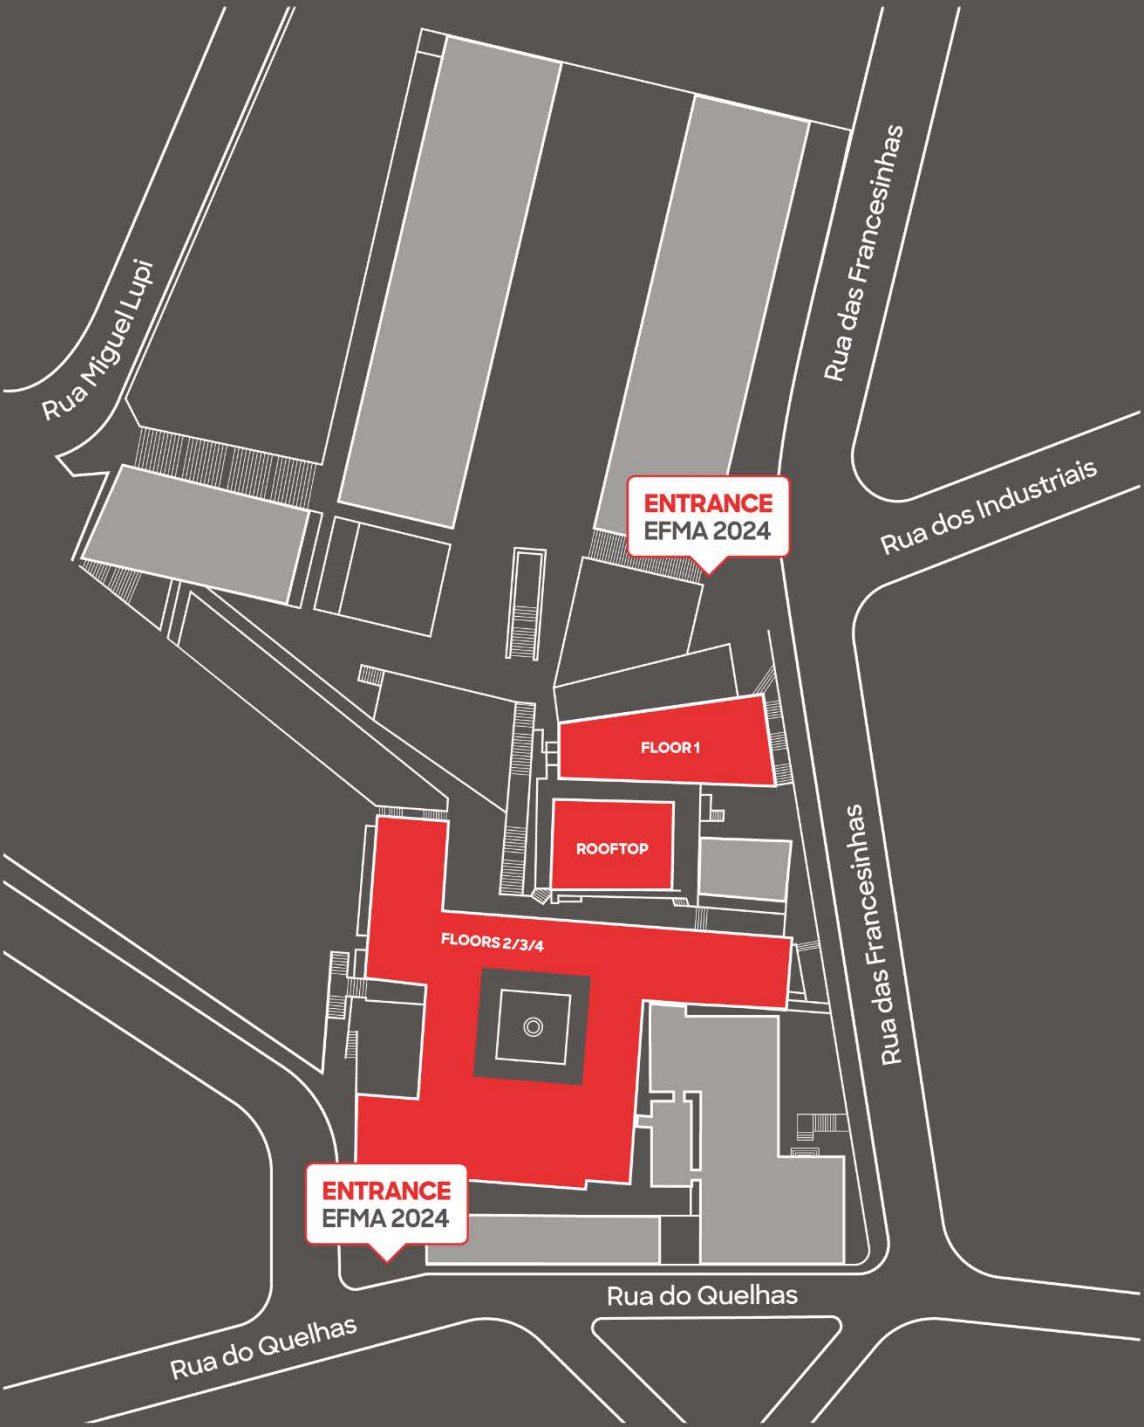 Rua das Francesinhas
Rua Miguel Lupi
Rua dos Industriais
ENTRANCE
EFMA 2024
FLOOR 1
ROOFTOP
FLOORS 2/3/4
Rua das Francesinhas
ENTRANCE
EFMA 2024
Rua do Quelhas
Rua do Quelhas